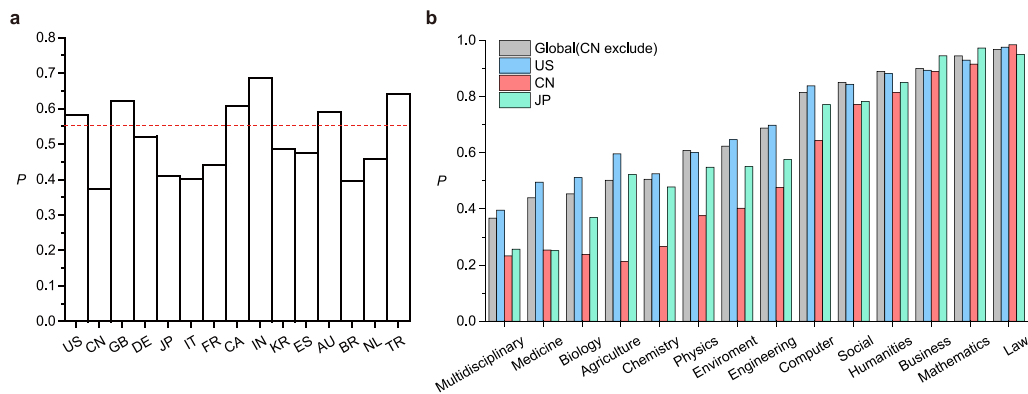 a
0.8
0.7
0.6
0.5
P
0.4
0.3
0.2
0.1
0.0
US CN GB DE JP IT FR CA IN KR ES AU BR NL TR
b
1.0
0.8
0.6
P
0.4
0.2
0.0
Global(CN exclude)
US
CN
JP
Multidisciplinary Medicine Biology Agriculture Chemistry Physics Enviroment Engineering Computer Social Humanities Business Mathematics Law